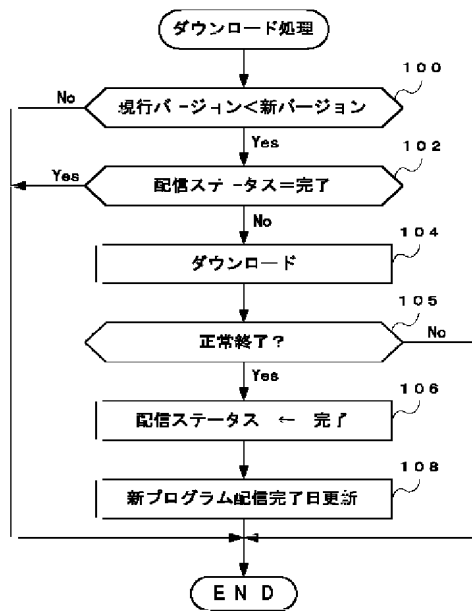 ダウンロード処理
100
No
現行バージョン<新バージョン
Yes
102
Yes
配信ステータス=完了
No
104
ダウンロード
105
正常終了?
No
Yes
106
配信ステータス ← 完了
108
新プログラム配信完了日更新
END